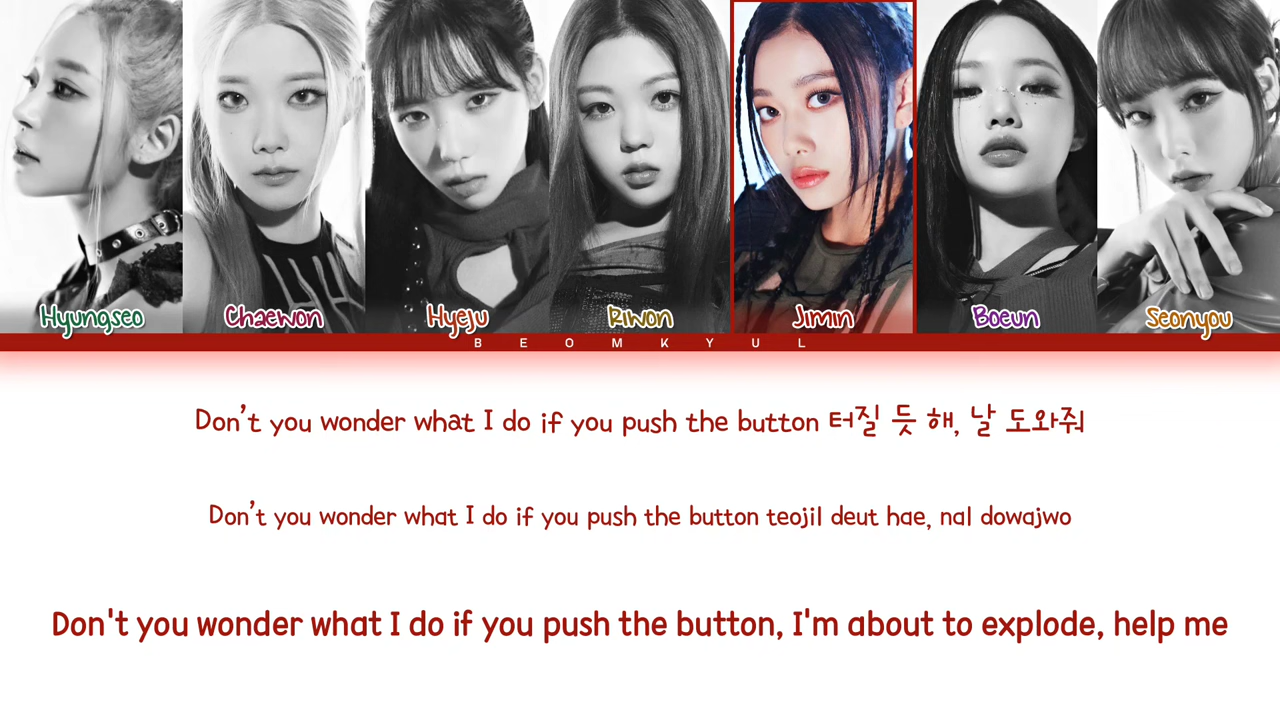 Hyungseo Chaewon Hyeju Riwon Jimin Boeun Seonyou
BEOMKYUL
Don't you wonder what I do if you push the button 터질 듯 해, 날 도와줘
Don't you wonder what I do if you push the button teojil deut hae, nal dowajwo
Don't you wonder what I do if you push the button, I'm about to explode, help me